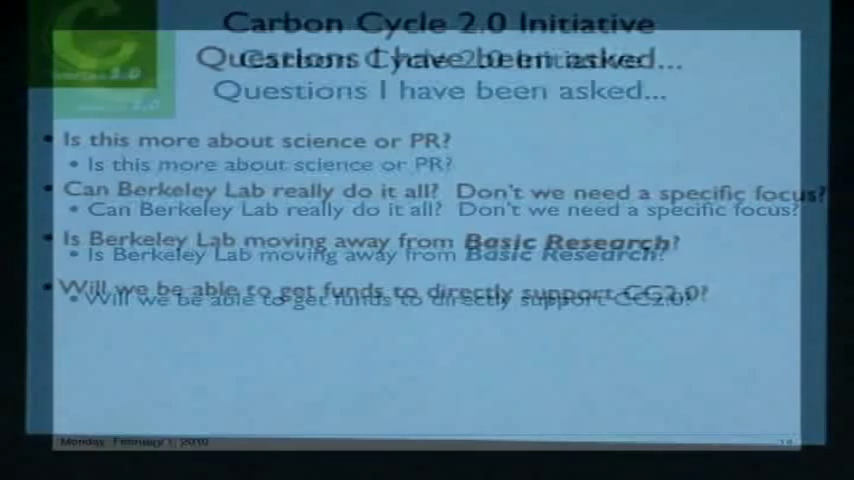 Carbon Cycle 2.0 Initiative
Questions I have been asked...
Carbon Cycle 2.0 Initiative
Questions I have been asked...
• Is this more about science or PR?
• Is this more about science or PR?
• Can Berkeley Lab really do it all? Don't we need a specific focus?
• Can Berkeley Lab really do it all? Don't we need a specific focus?
• Is Berkeley Lab moving away from Basic Research?
• Is Berkeley Lab moving away from Basic Research?
• Will we be able to get funds to directly support CC2.0?
• Will we be able to get funds to directly support CC2.0?
Monday, February 1, 2010